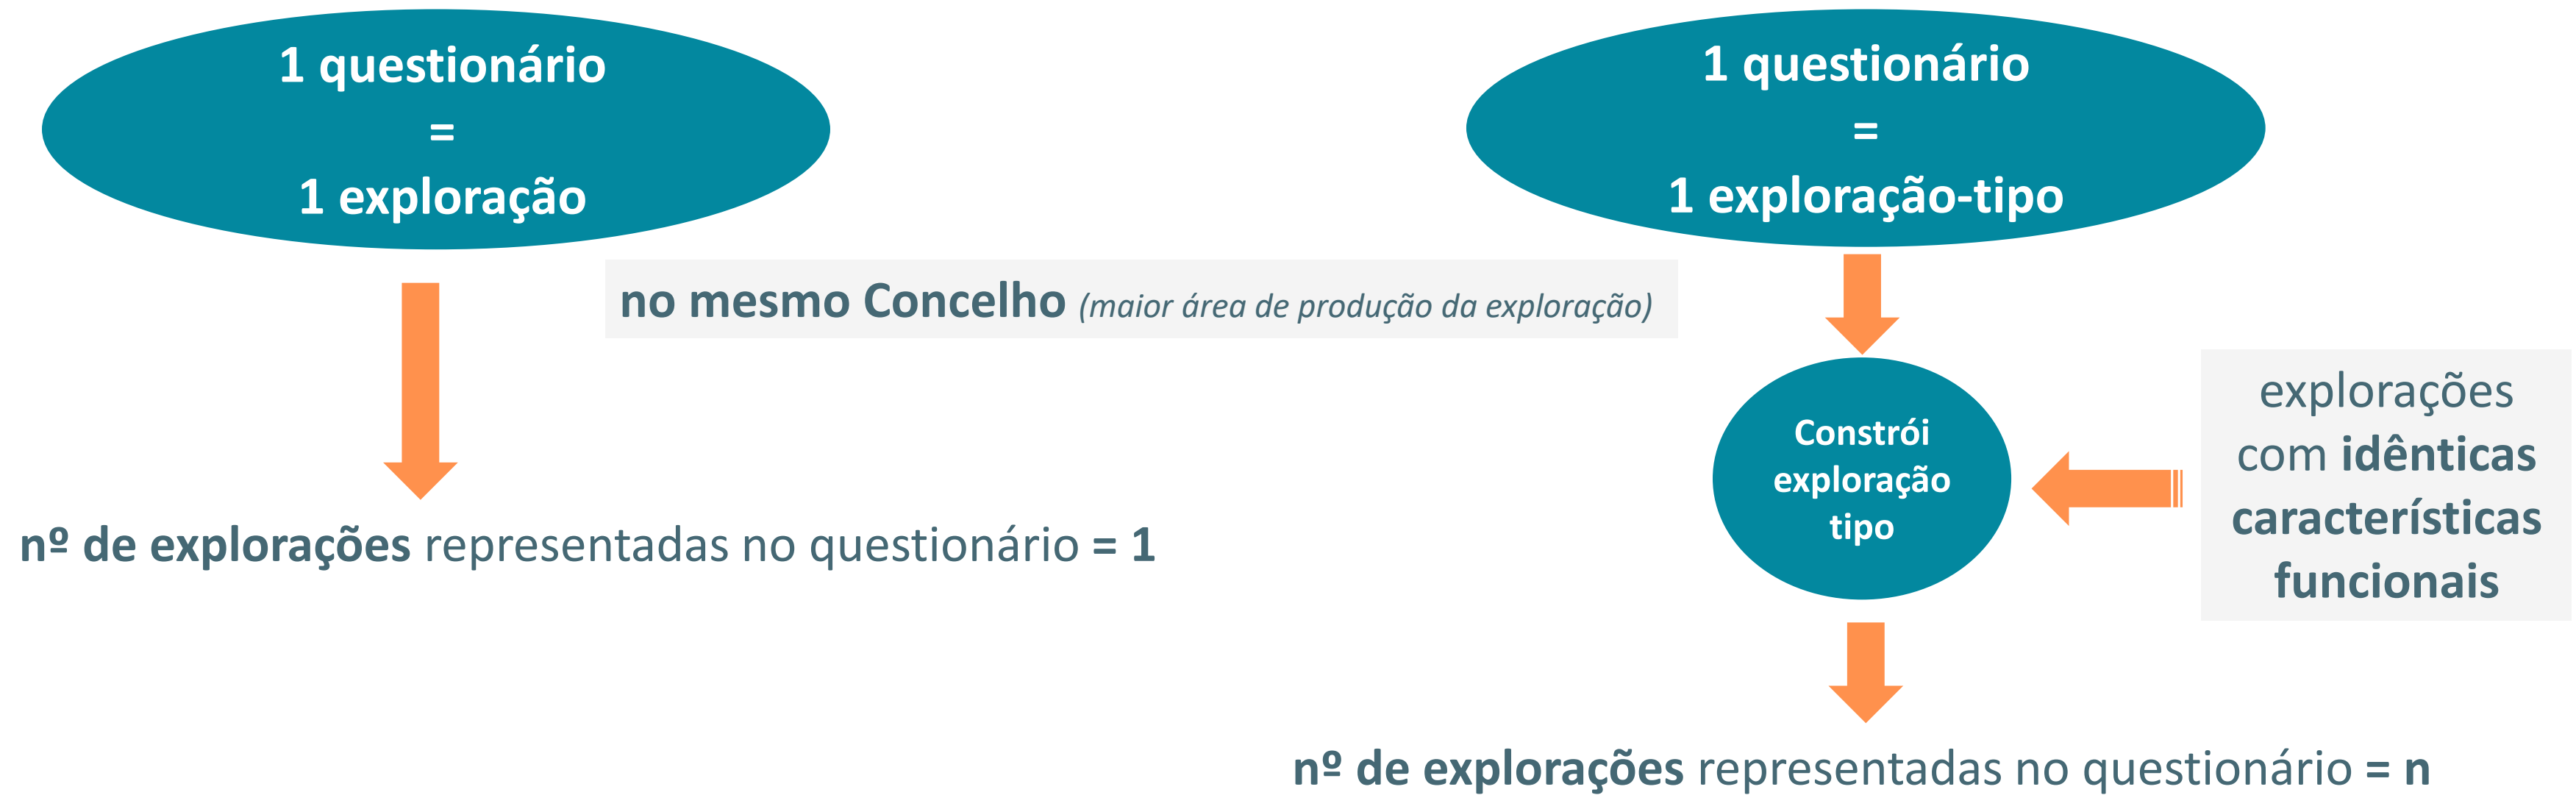 1 questionário
=
1 exploração
1 questionário
=
1 exploração-tipo
no mesmo Concelho (maior área de produção da exploração)
nº de explorações representadas no questionário = 1
Constrói
exploração
tipo
explorações
com idênticas
características
funcionais
nº de explorações representadas no questionário = n